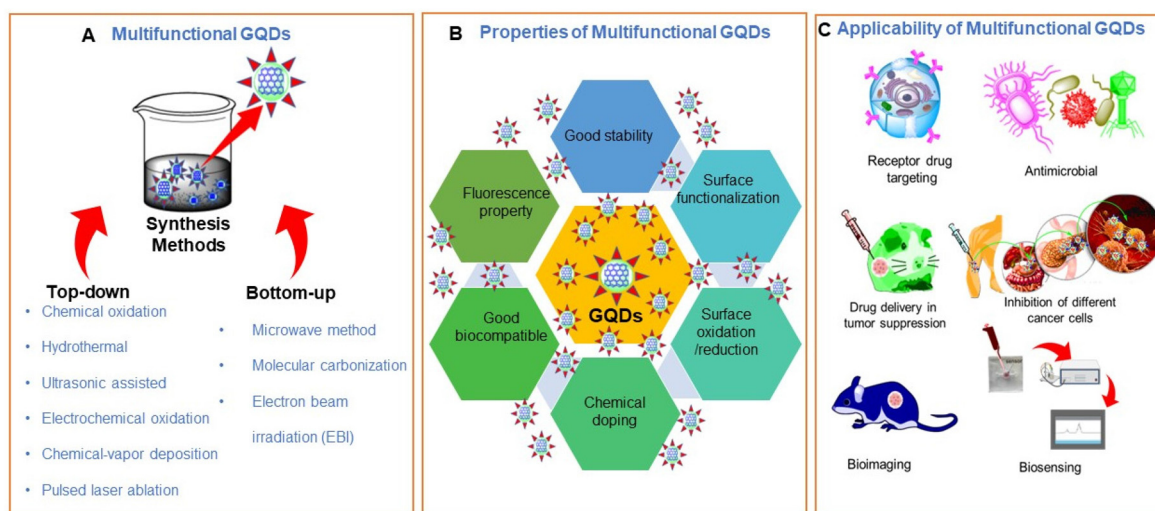 A Multifunctional GQDs
Synthesis
Methods
Top-down
• Chemical oxidation
• Hydrothermal
• Ultrasonic assisted
• Electrochemical oxidation
• Chemical-vapor deposition
• Pulsed laser ablation
Bottom-up
• Microwave method
• Molecular carbonization
• Electron beam
irradiation (EBI)
B Properties of Multifunctional GQDs
Good stability
Fluorescence
property
Surface
functionalization
GQDs
Good
biocompatible
Surface
oxidation
/reduction
Chemical
doping
C Applicability of Multifunctional GQDs
Receptor drug
targeting
Antimicrobial
Drug delivery in
tumor suppression
Inhibition of different
cancer cells
Bioimaging
Biosensing